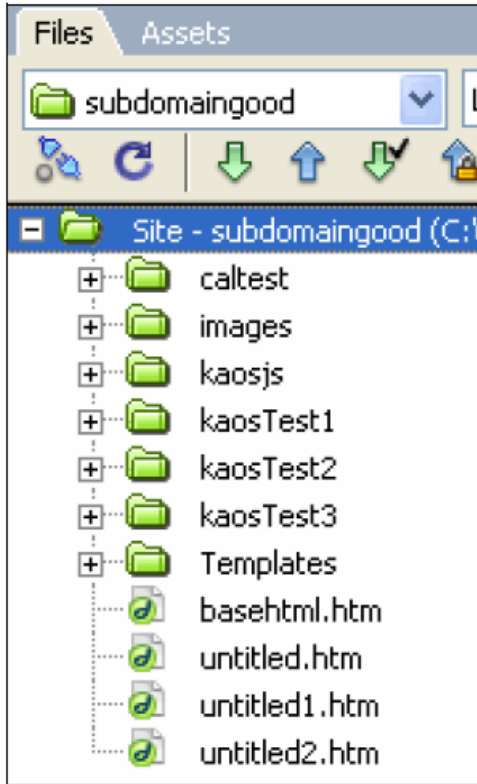 Files Assets
subdomaingood L
Site - subdomaingood (C:\
caltest
images
kaosjs
kaosTest1
kaosTest2
kaosTest3
Templates
basehtml.htm
untitled.htm
untitled1.htm
untitled2.htm